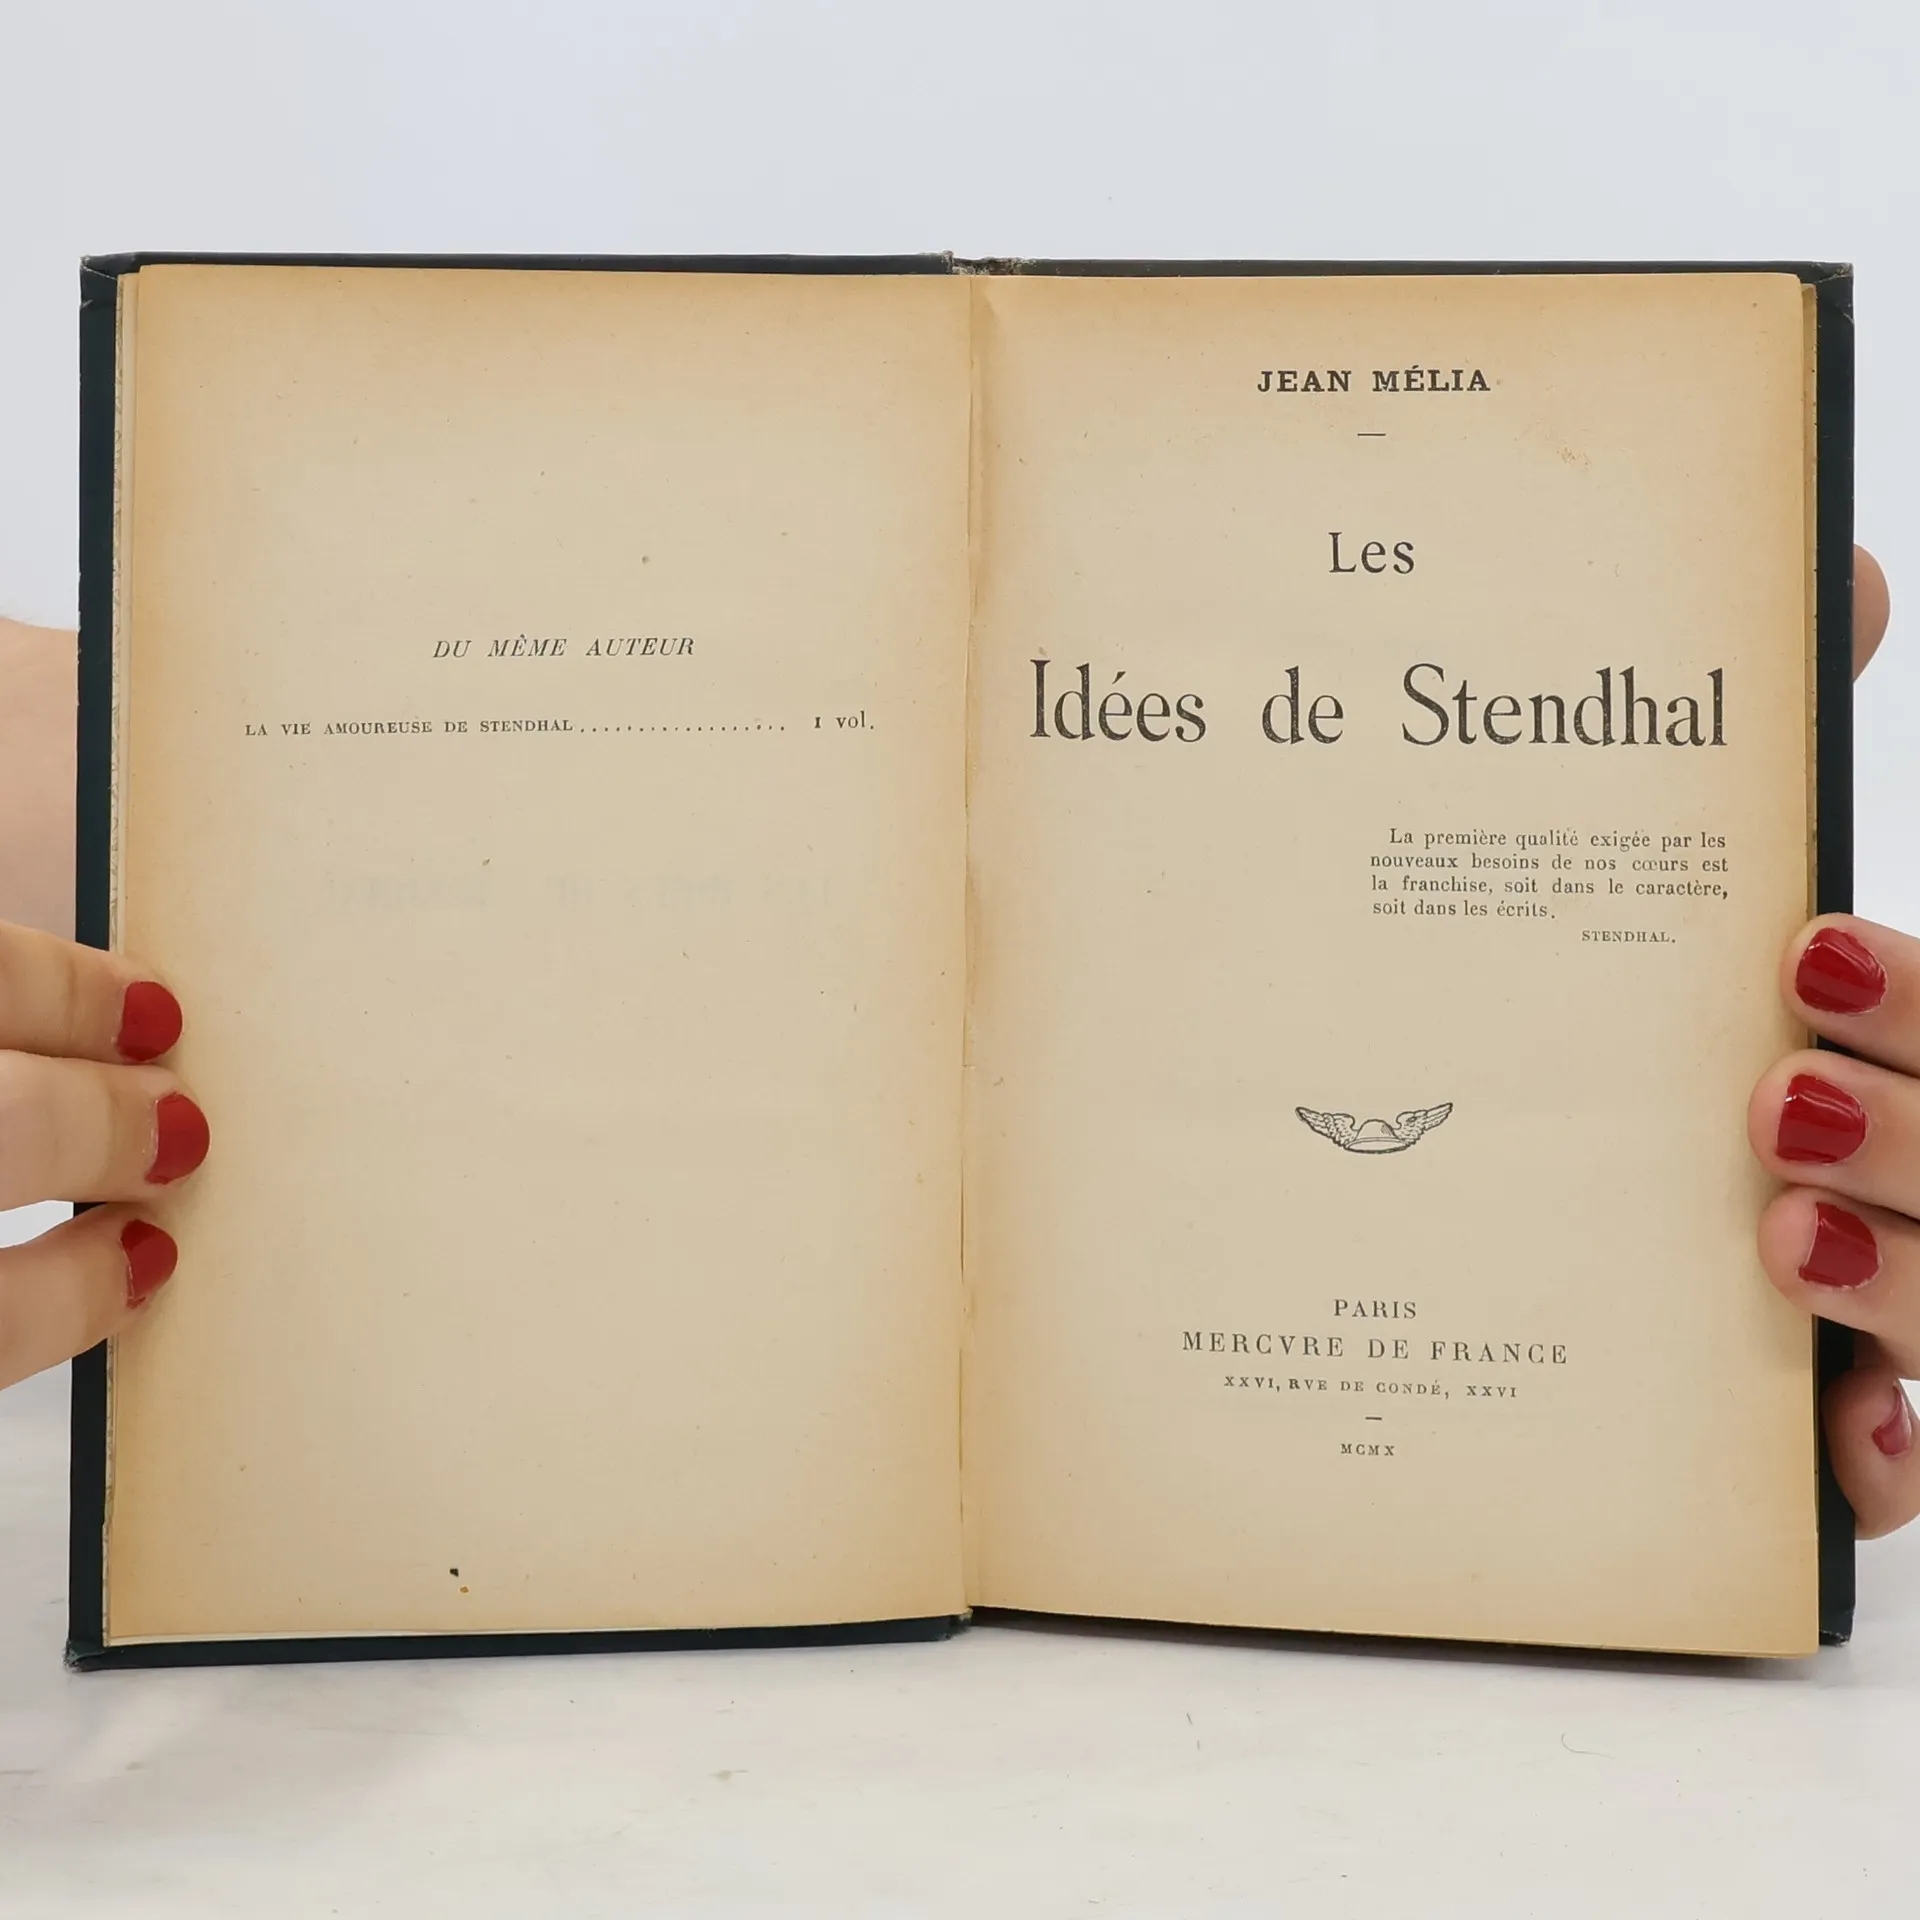 DU MÊME AUTEUR
LA VIE AMOUREUSE DE STENDHAL.................. 1 vol.
JEAN MÉLIA
—
Les
Idées de Stendhal
La première qualité exigée par les
nouveaux besoins de nos cœurs est
la franchise, soit dans le caractère,
soit dans les écrits.
STENDHAL.
PARIS
MERCVRE DE FRANCE
XXVI, RVE DE CONDÉ, XXVI
—
MCMX